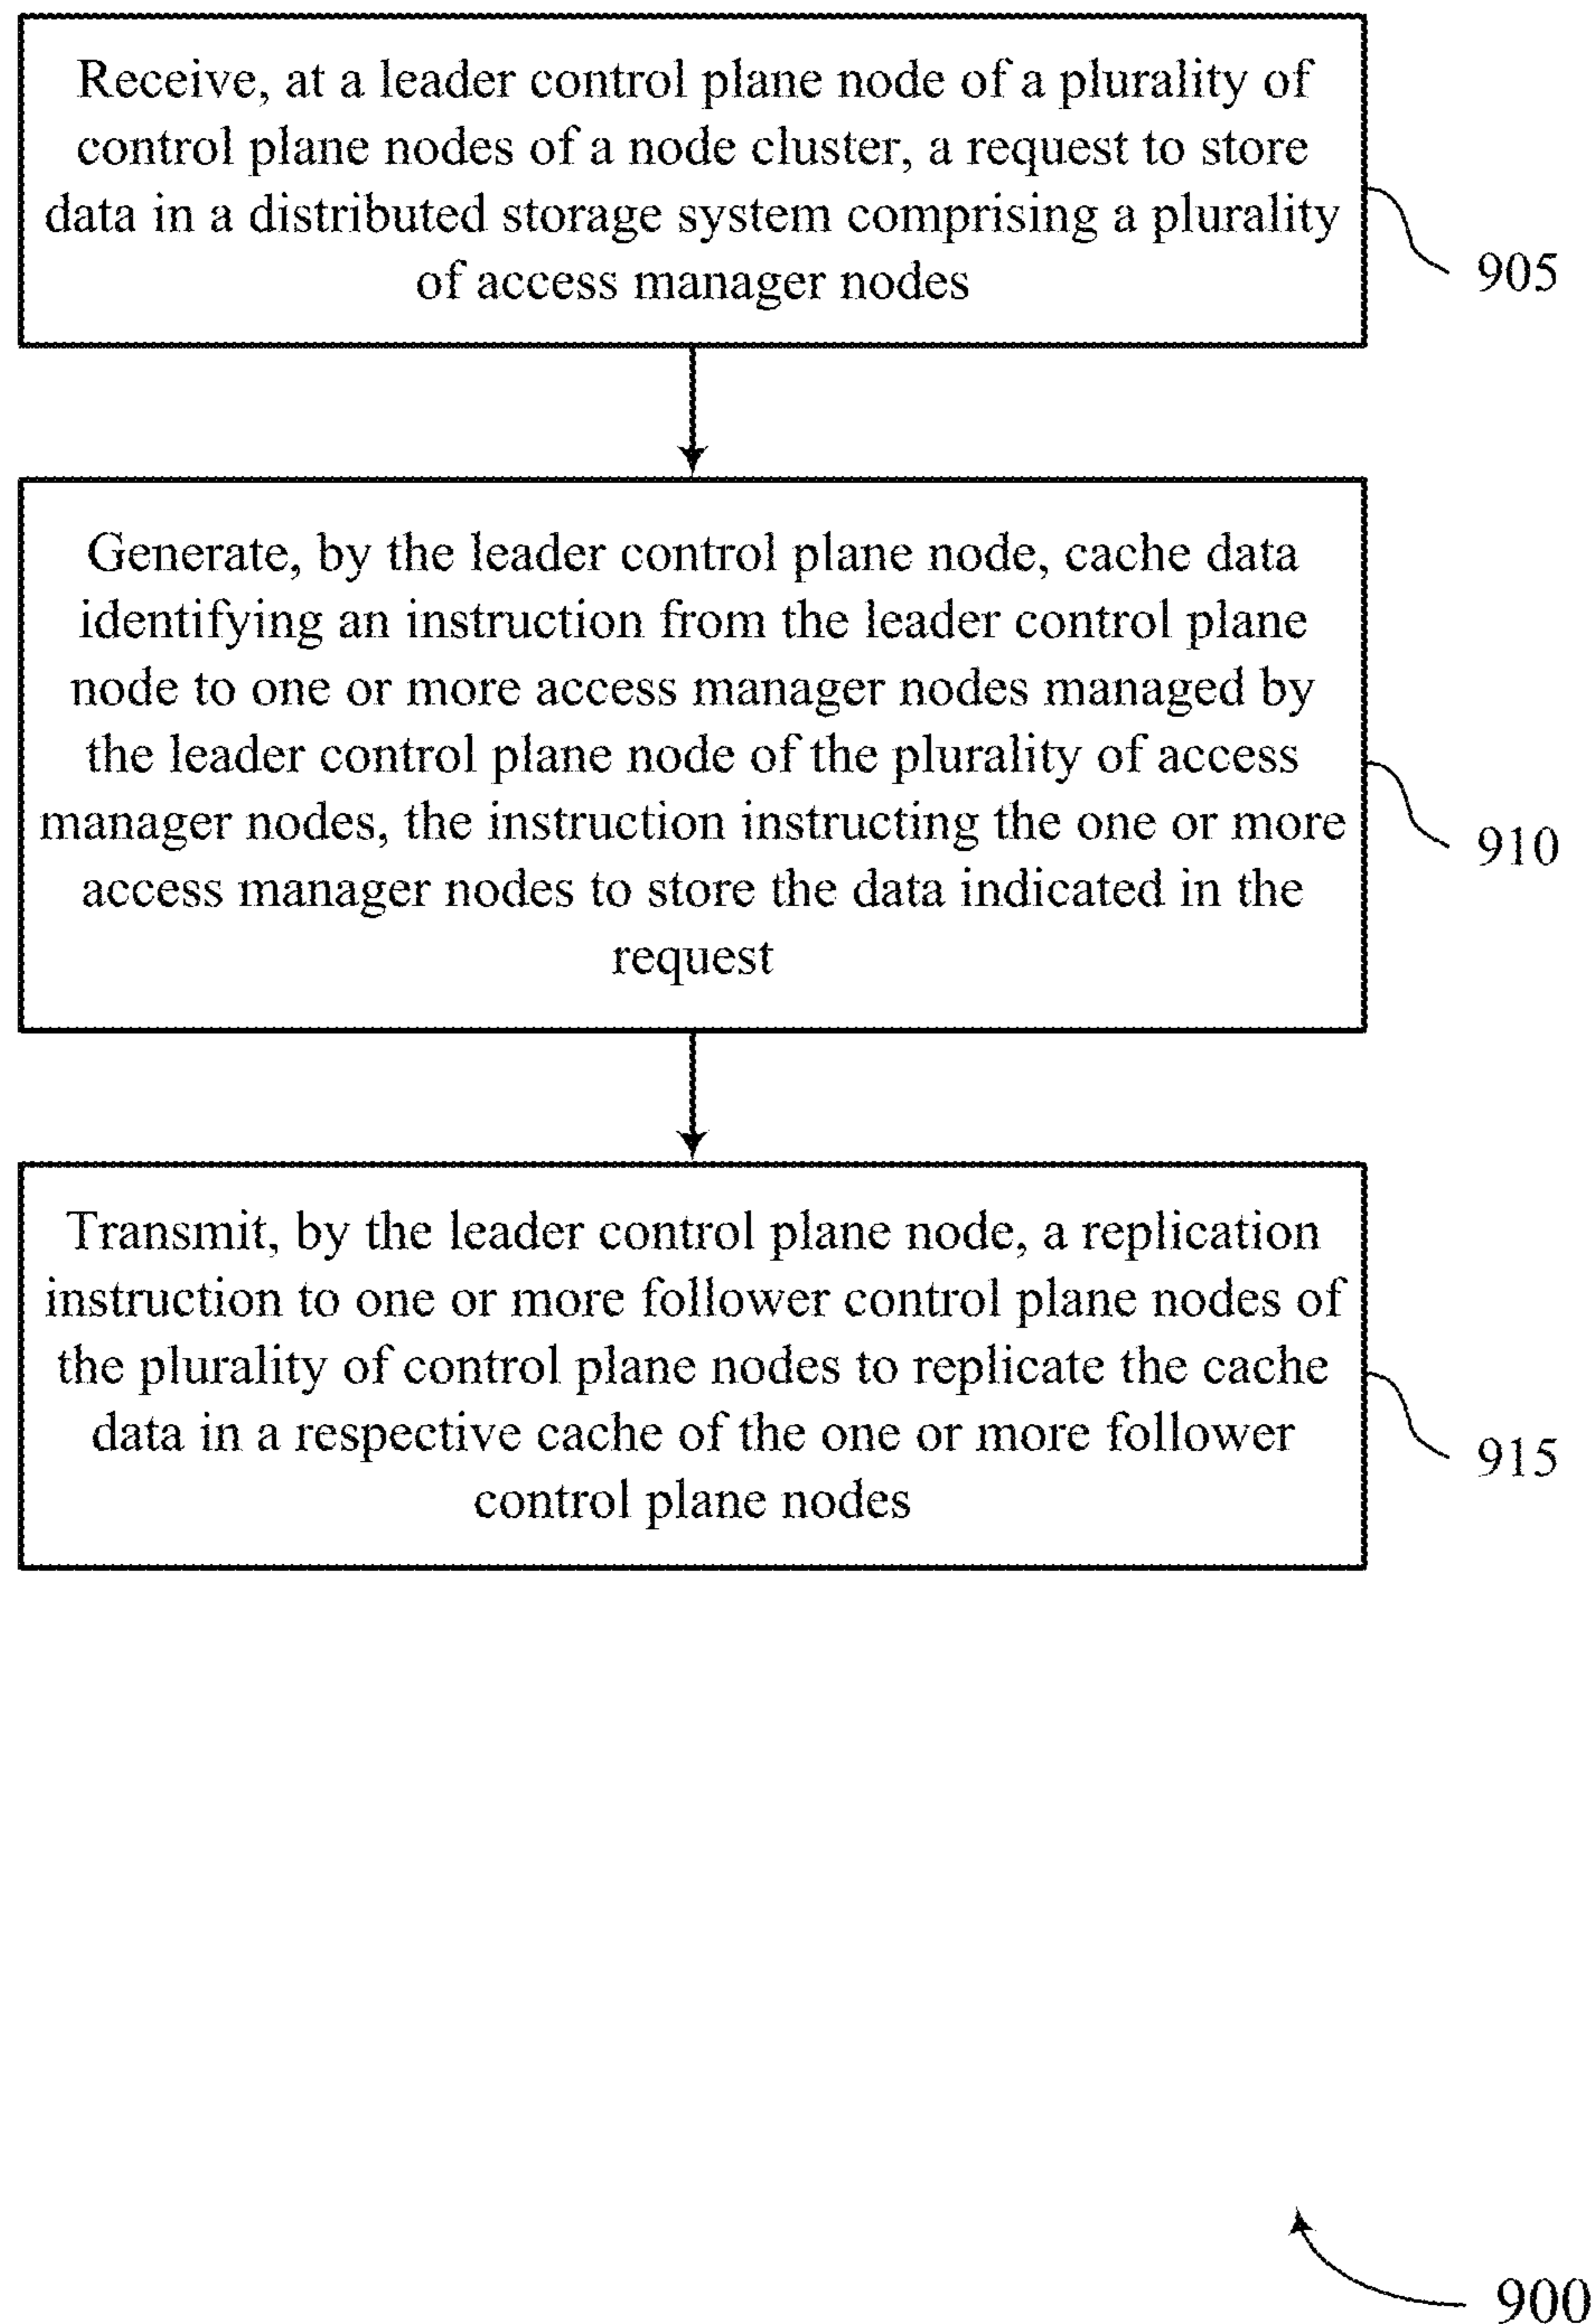 Receive, at a leader control plane node of a plurality of
control plane nodes of a node cluster, a request to store
data in a distributed storage system comprising a plurality
of access manager nodes
905
Generate, by the leader control plane node, cache data
identifying an instruction from the leader control plane
node to one or more access manager nodes managed by
the leader control plane node of the plurality of access
manager nodes, the instruction instructing the one or more
access manager nodes to store the data indicated in the
request
910
Transmit, by the leader control plane node, a replication
instruction to one or more follower control plane nodes of
the plurality of control plane nodes to replicate the cache
data in a respective cache of the one or more follower
control plane nodes
915
900